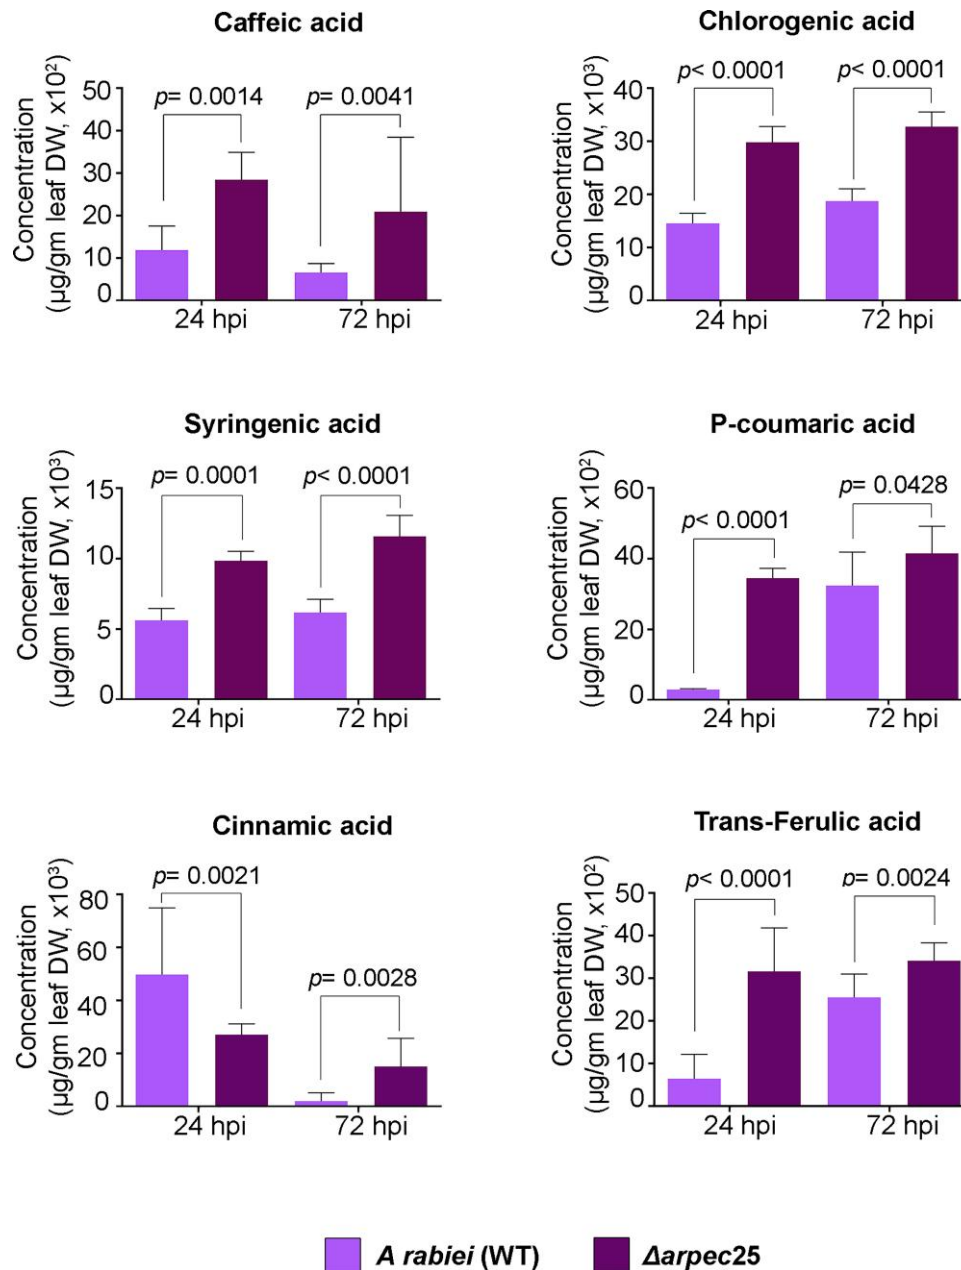 Caffeic acid
Concentration
(µg/gm leaf DW, x10²)
50
40
30
20
10
0
p= 0.0014
p= 0.0041
24 hpi
72 hpi
Chlorogenic acid
Concentration
(µg/gm leaf DW, x10³)
40
30
20
10
0
p< 0.0001
p< 0.0001
24 hpi
72 hpi
Syringenic acid
Concentration
(µg/gm leaf DW, x10³)
15
10
5
0
p= 0.0001
p< 0.0001
24 hpi
72 hpi
P-coumaric acid
Concentration
(µg/gm leaf DW, x10²)
60
40
20
0
p< 0.0001
p= 0.0428
24 hpi
72 hpi
Cinnamic acid
Concentration
(µg/gm leaf DW, x10³)
80
60
40
20
0
p= 0.0021
p= 0.0028
24 hpi
72 hpi
Trans-Ferulic acid
Concentration
(µg/gm leaf DW, x10²)
50
40
30
20
10
0
p< 0.0001
p= 0.0024
24 hpi
72 hpi
A rabiei (WT)
Δarpec25